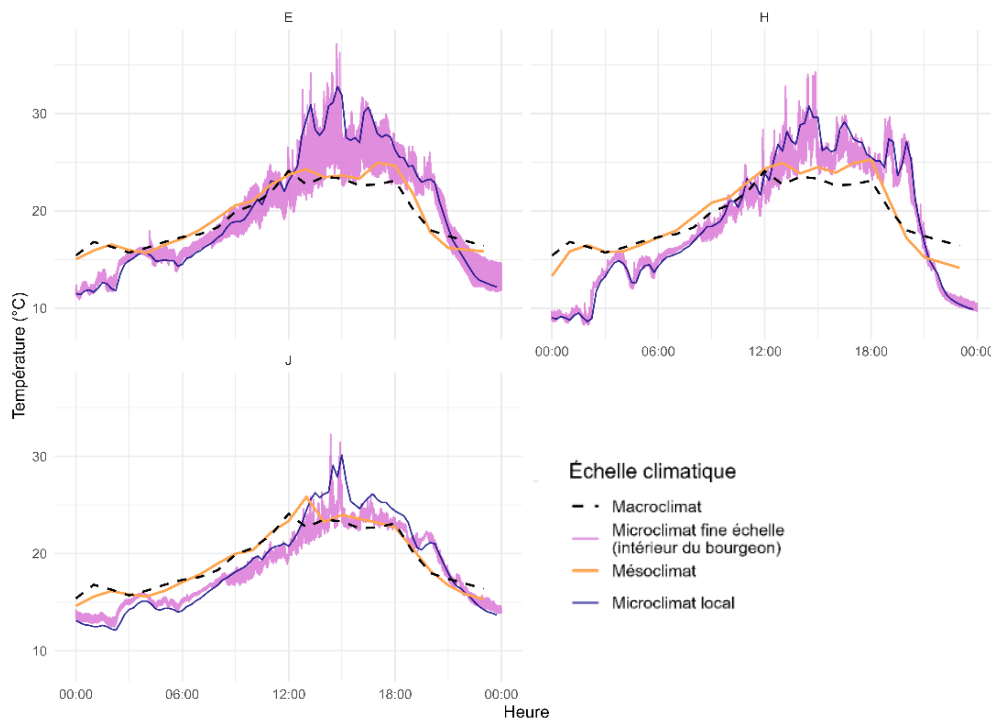 E
H
30
20
10
00:00
06:00
12:00
18:00
00:00
J
30
20
10
00:00
06:00
12:00
18:00
00:00
Température (°C)
Heure
Échelle climatique
Macroclimat
Microclimat fine échelle
(intérieur du bourgeon)
Mésoclimat
Microclimat local